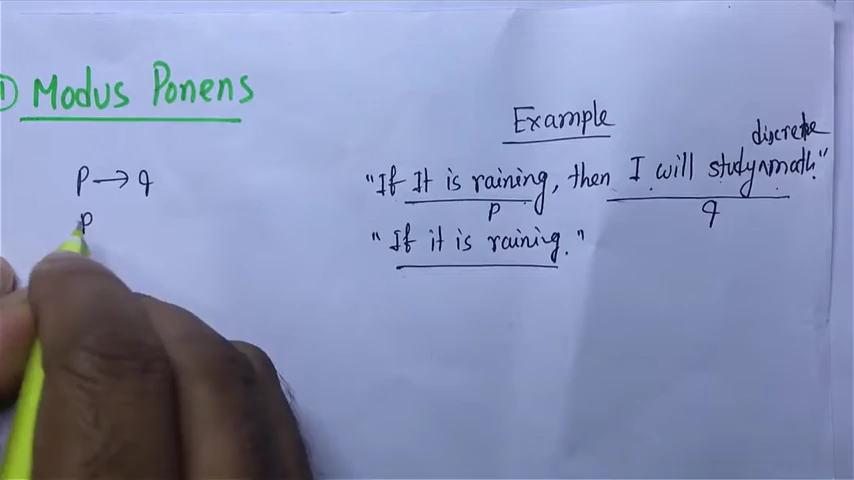 ① Modus Ponens
Example
"If It is raining, then I will study discrete math."
p q
"If it is raining."
p → q
p